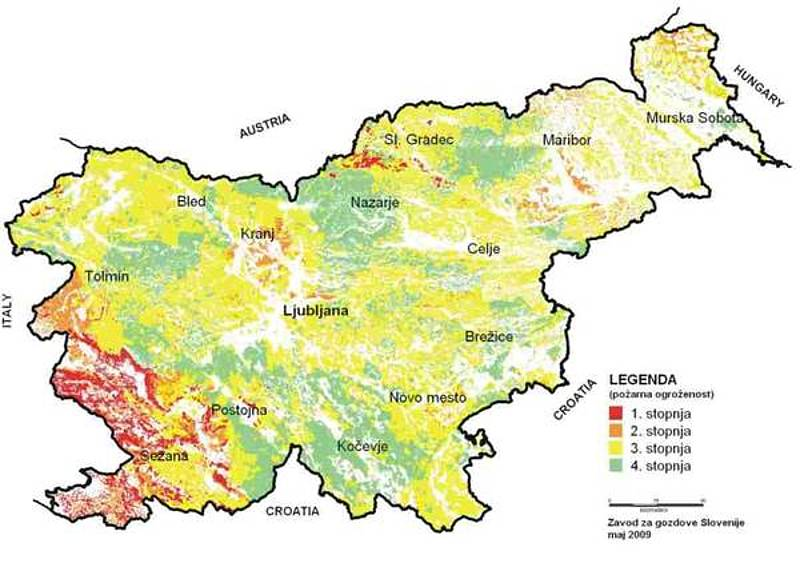 HUNGARY
AUSTRIA
Murska Sobota
Sl. Gradec
Maribor
Bled
Nazarje
Kranj
Celje
Tolmin
ITALY
Ljubljana
Brežice
Novo mesto
CROATIA
Postojna
Kočevje
Sežana
CROATIA
LEGENDA
(požarna ogroženost)
1. stopnja
2. stopnja
3. stopnja
4. stopnja
Zavod za gozdove Slovenije
maj 2009